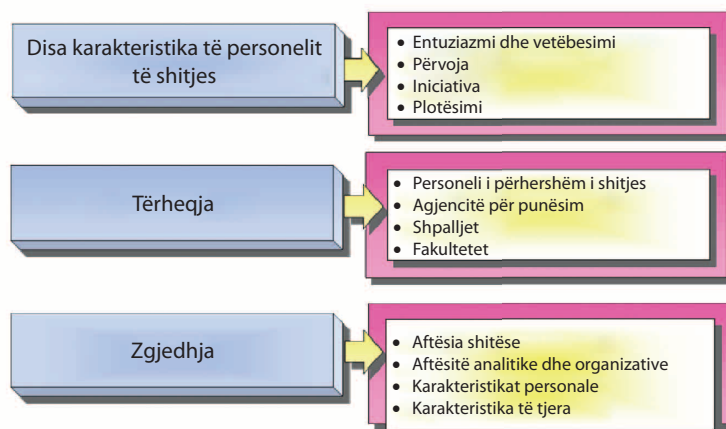 Disa karakteristika të personelit
të shitjes
• Entuziazmi dhe vetëbesimi
• Përvoja
• Iniciativa
• Plotësimi
Tërheqja
• Personeli i përhershëm i shitjes
• Agjencitë për punësim
• Shpalljet
• Fakultetet
Zgjedhja
• Aftësia shitëse
• Aftësitë analitike dhe organizative
• Karakteristikat personale
• Karakteristika të tjera